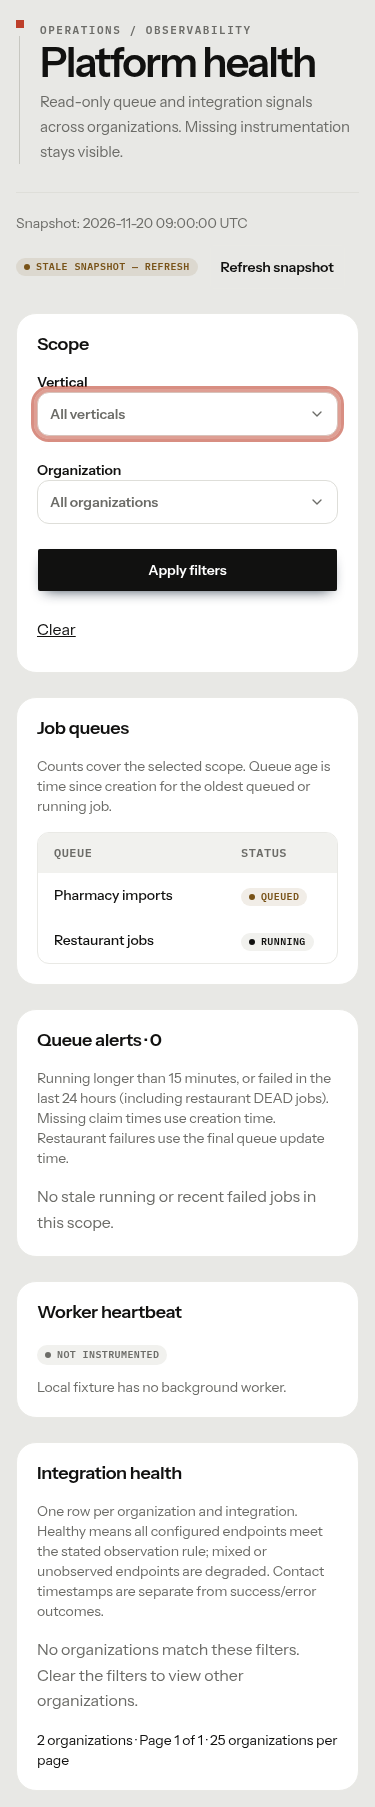 OPERATIONS / OBSERVABILITY
Platform health
Read-only queue and integration signals
across organizations. Missing instrumentation
stays visible.
Snapshot: 2026-11-20 09:00:00 UTC
STALE SNAPSHOT — REFRESH
Refresh snapshot
Scope
Vertical
All verticals
Organization
All organizations
Apply filters
Clear
Job queues
Counts cover the selected scope. Queue age is
time since creation for the oldest queued or
running job.
QUEUE STATUS
Pharmacy imports QUEUED
Restaurant jobs RUNNING
Queue alerts · 0
Running longer than 15 minutes, or failed in the
last 24 hours (including restaurant DEAD jobs).
Missing claim times use creation time.
Restaurant failures use the final queue update
time.
No stale running or recent failed jobs in
this scope.
Worker heartbeat
NOT INSTRUMENTED
Local fixture has no background worker.
Integration health
One row per organization and integration.
Healthy means all configured endpoints meet
the stated observation rule; mixed or
unobserved endpoints are degraded. Contact
timestamps are separate from success/error
outcomes.
No organizations match these filters.
Clear the filters to view other
organizations.
2 organizations · Page 1 of 1 · 25 organizations per
page